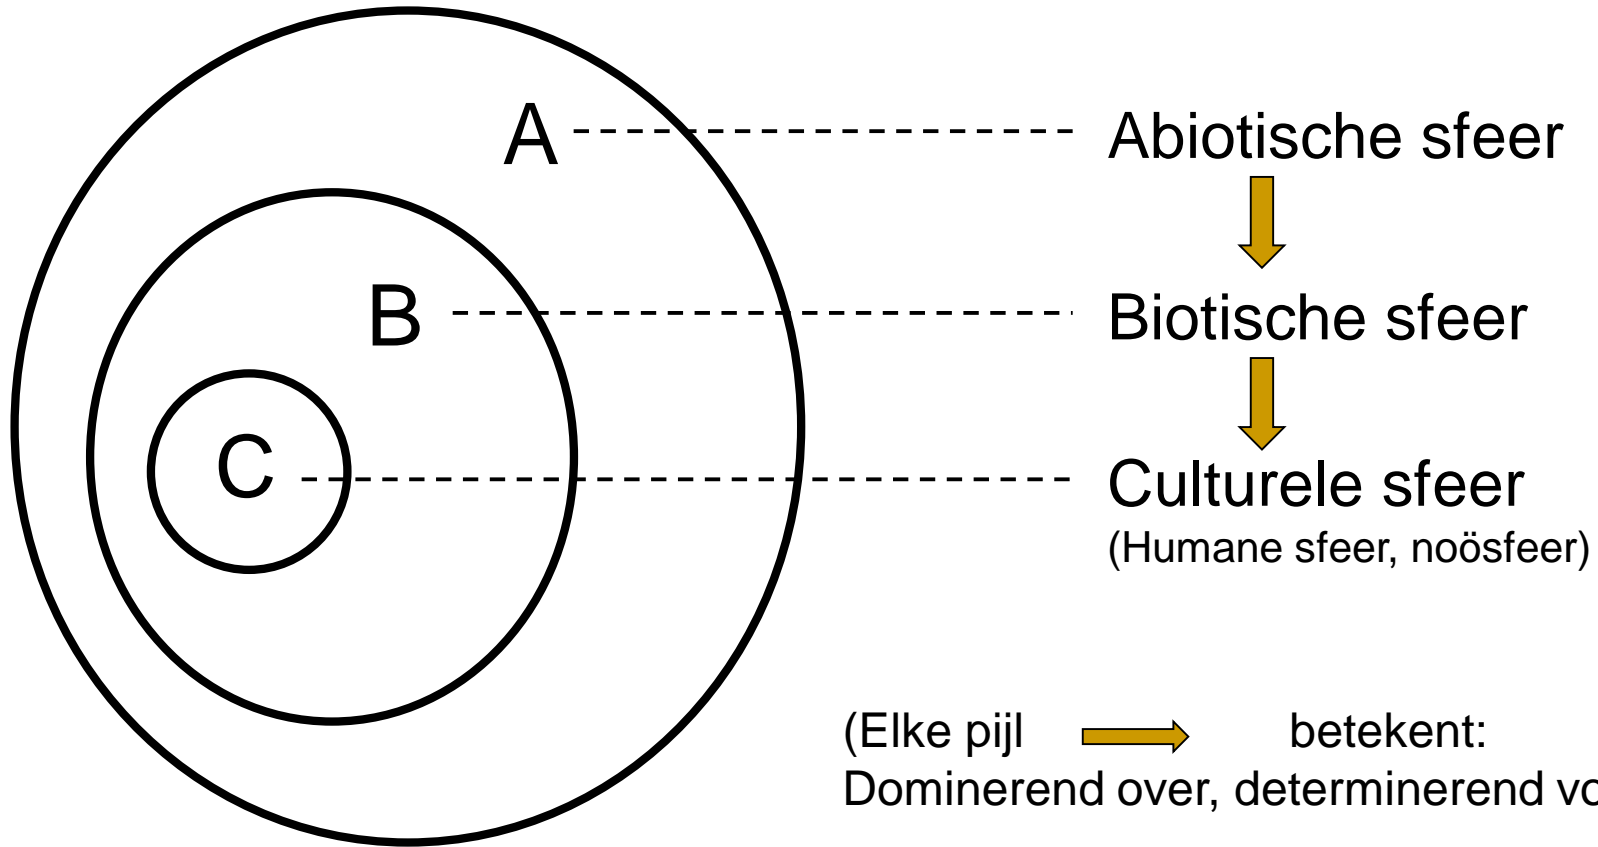 A
Abiotische sfeer
B
Biotische sfeer
C
Culturele sfeer
(Humane sfeer, noösfeer)
(Elke pijl betekent:
Dominerend over, determinerend